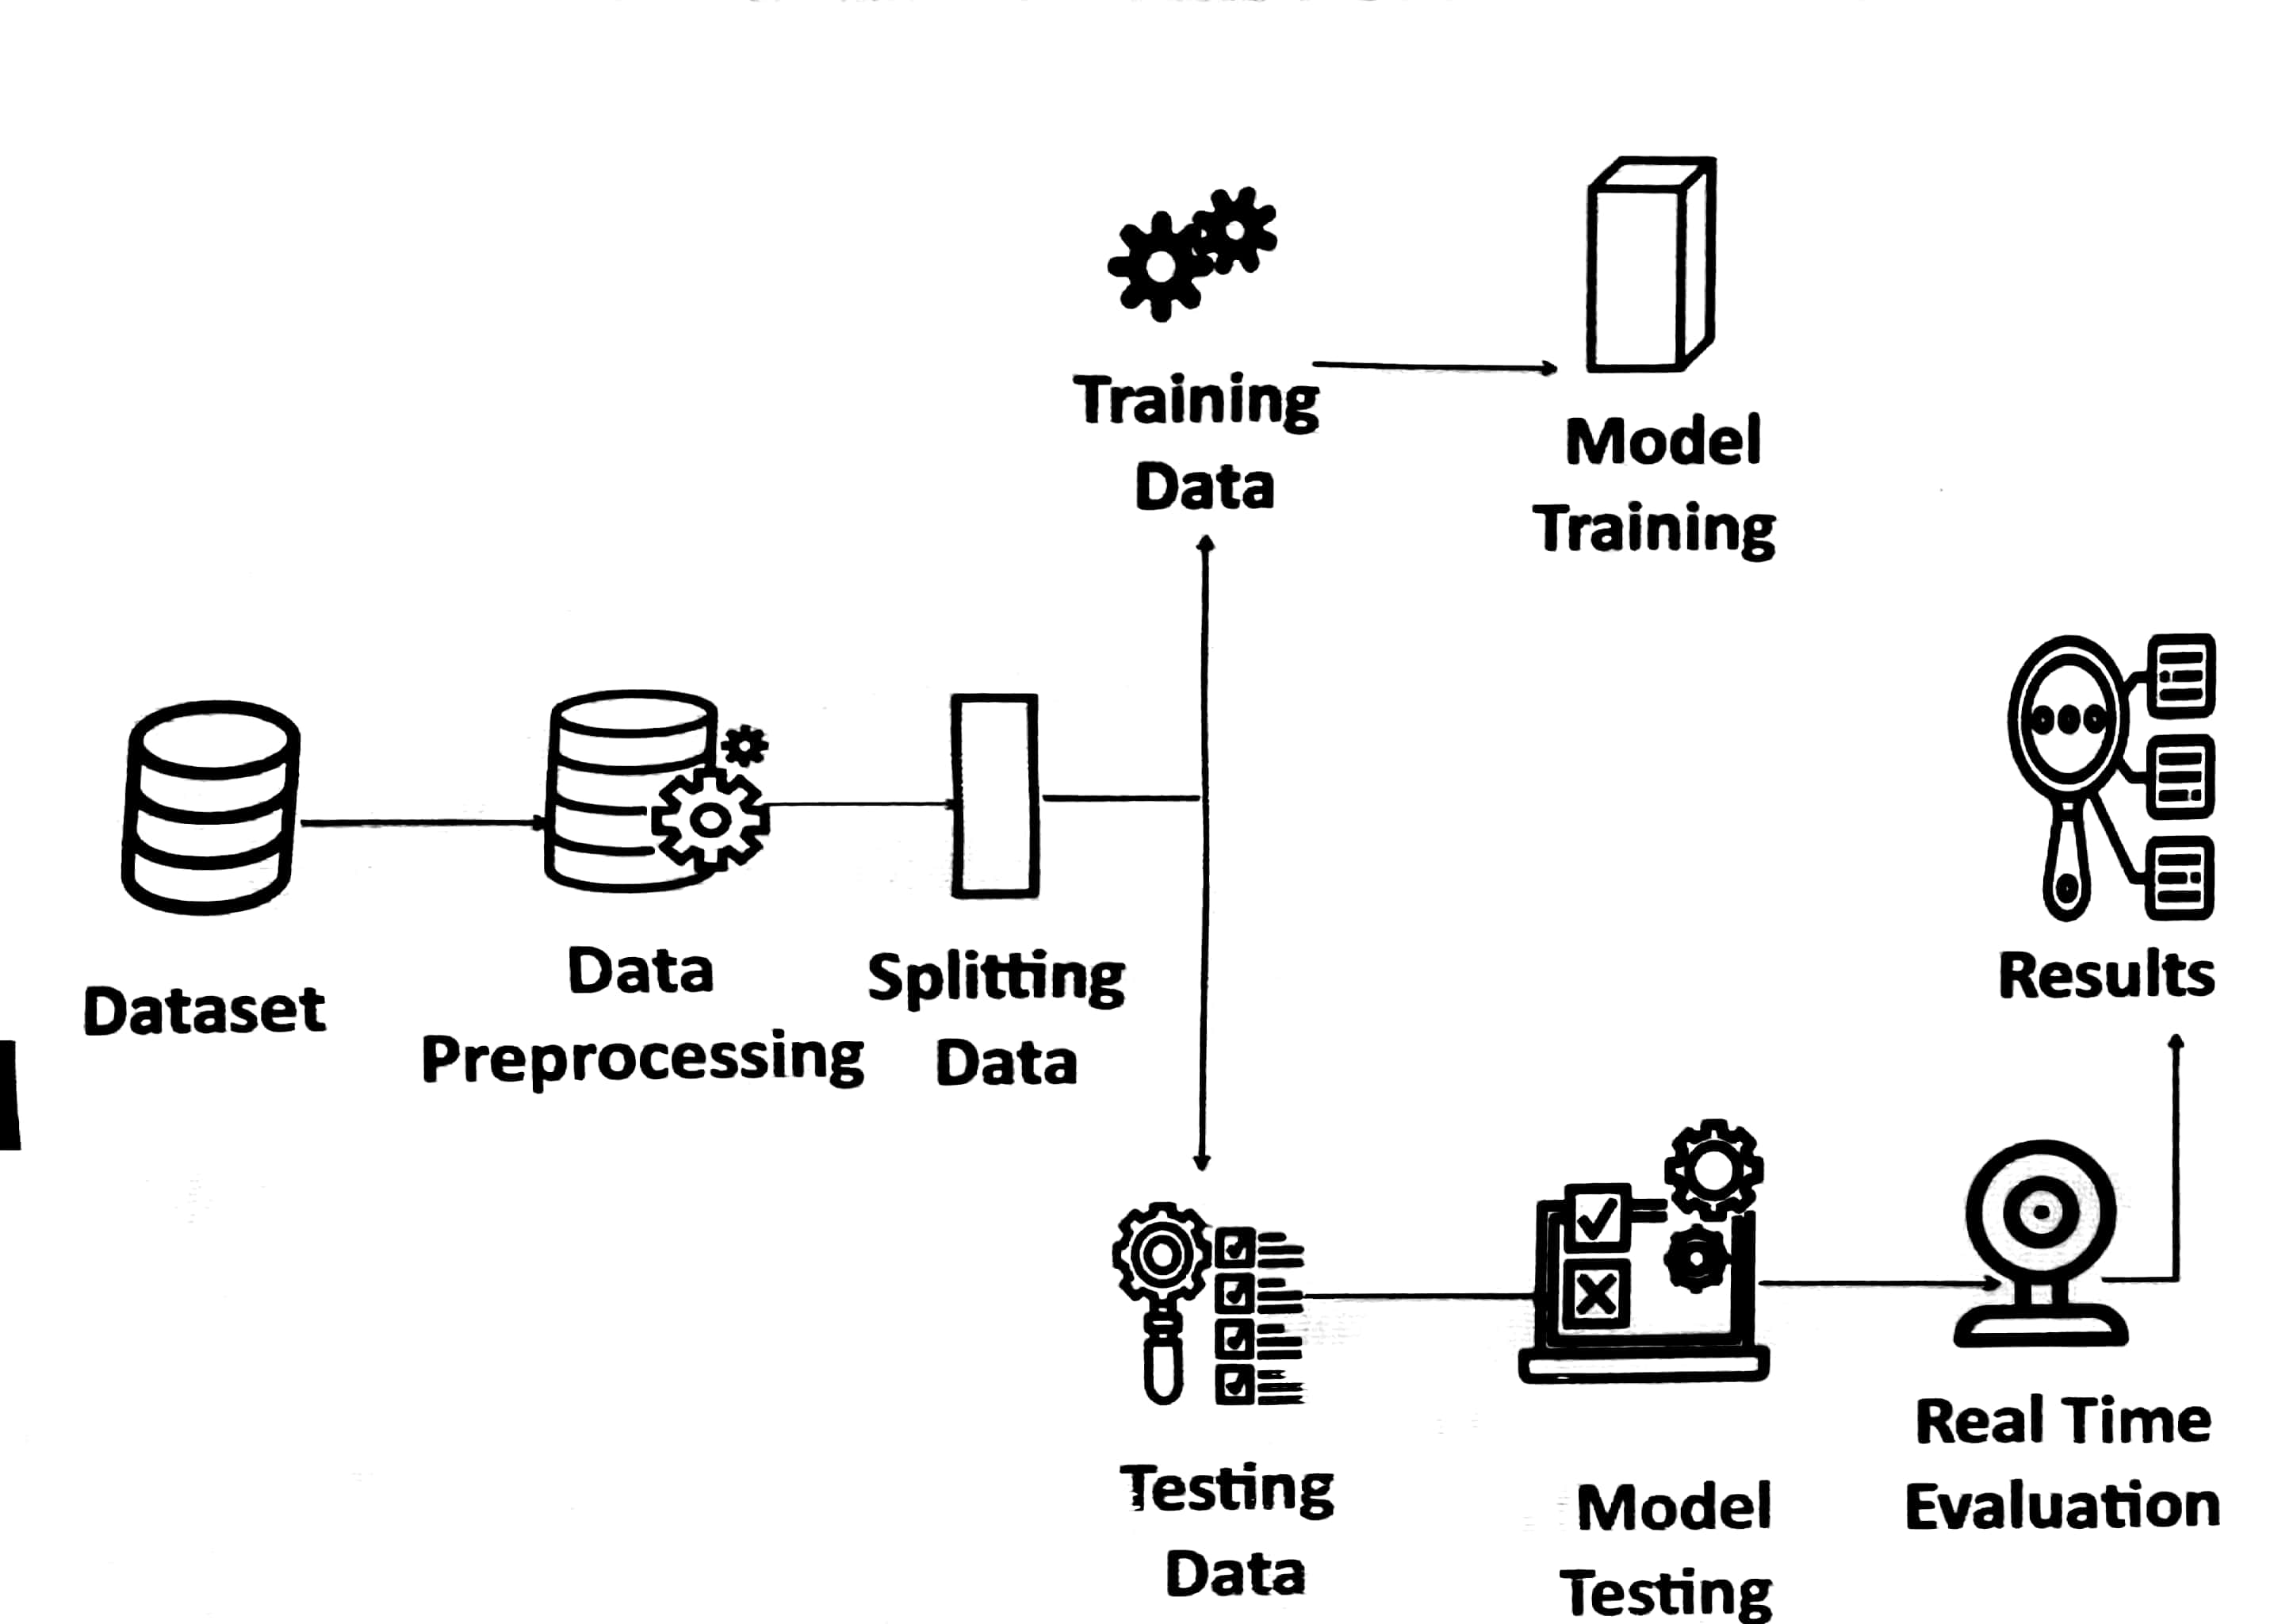 Training
Data
Model
Training
Dataset
Data
Preprocessing
Splitting
Data
Results
Testing
Data
Model
Testing
Real Time
Evaluation